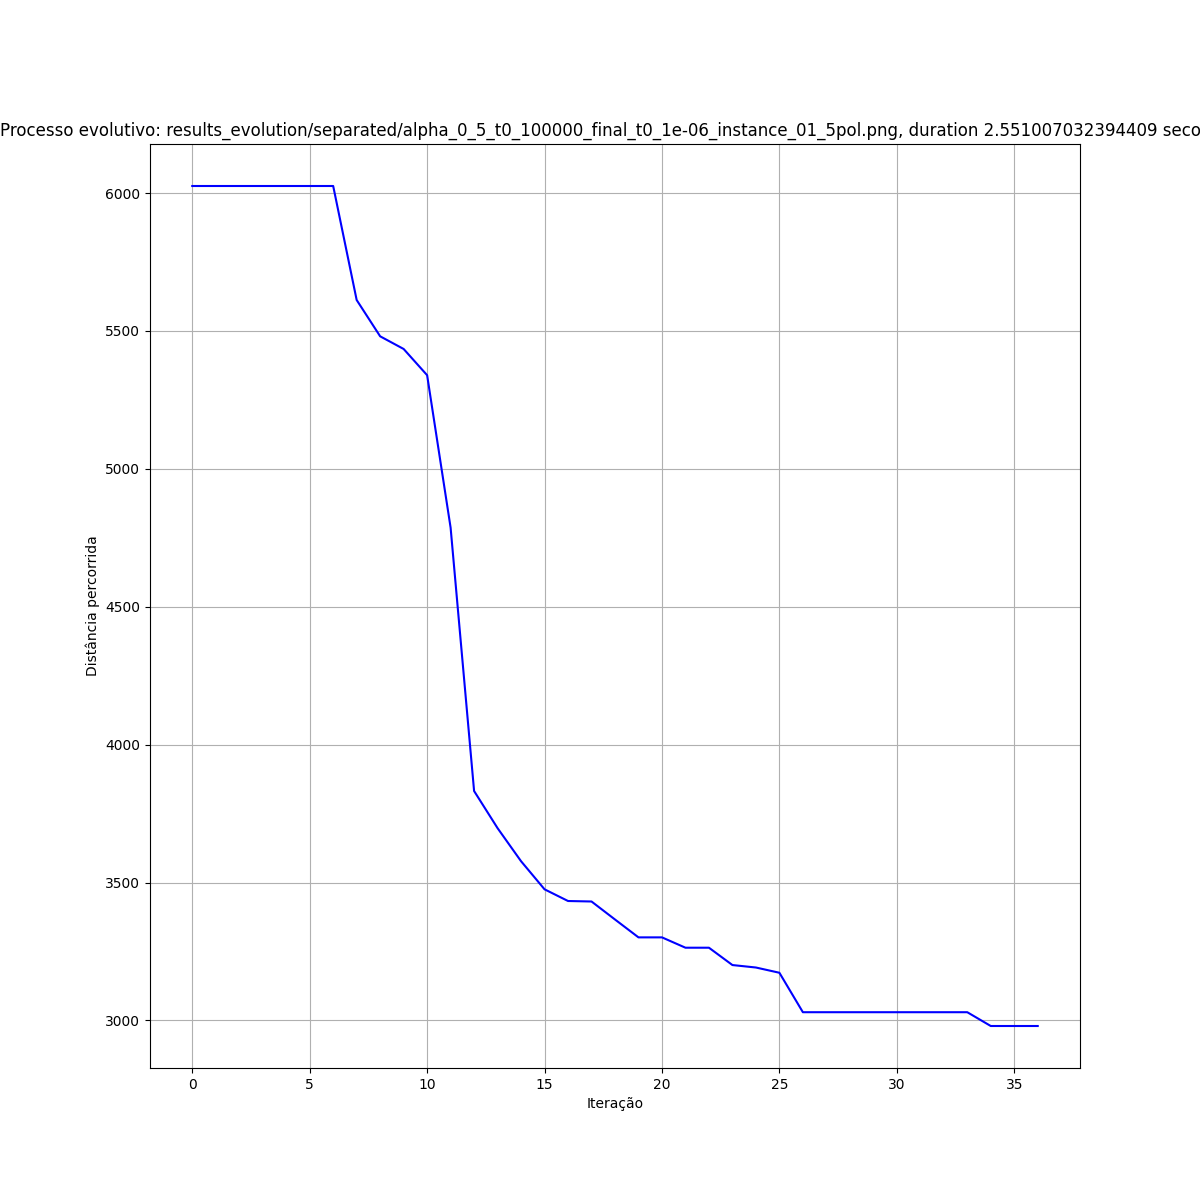 Processo evolutivo: results_evolution/separated/alpha_0_5_t0_100000_final_t0_1e-06_instance_01_5pol.png, duration 2.551007032394409 seco
6000
5500
5000
4500
4000
3500
3000
Distância percorrida
0 5 10 15 20 25 30 35
Iteração